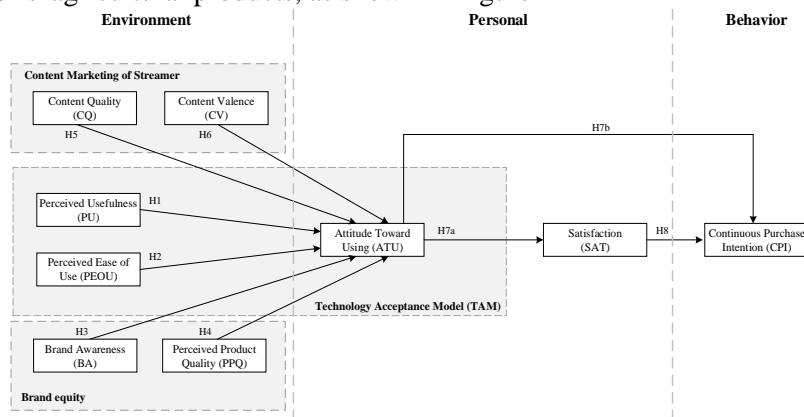 Environment
Personal
Behavior
Content Marketing of Streamer
Content Quality
(CQ)
Content Valence
(CV)
H5
H6
H7b
Perceived Usefulness
(PU)
H1
Attitude Toward
Using (ATU)
H7a
Satisfaction
(SAT)
H8
Continuous Purchase
Intention (CPI)
Perceived Ease of
Use (PEOU)
H2
Technology Acceptance Model (TAM)
H3
H4
Brand Awareness
(BA)
Perceived Product
Quality (PPQ)
Brand equity